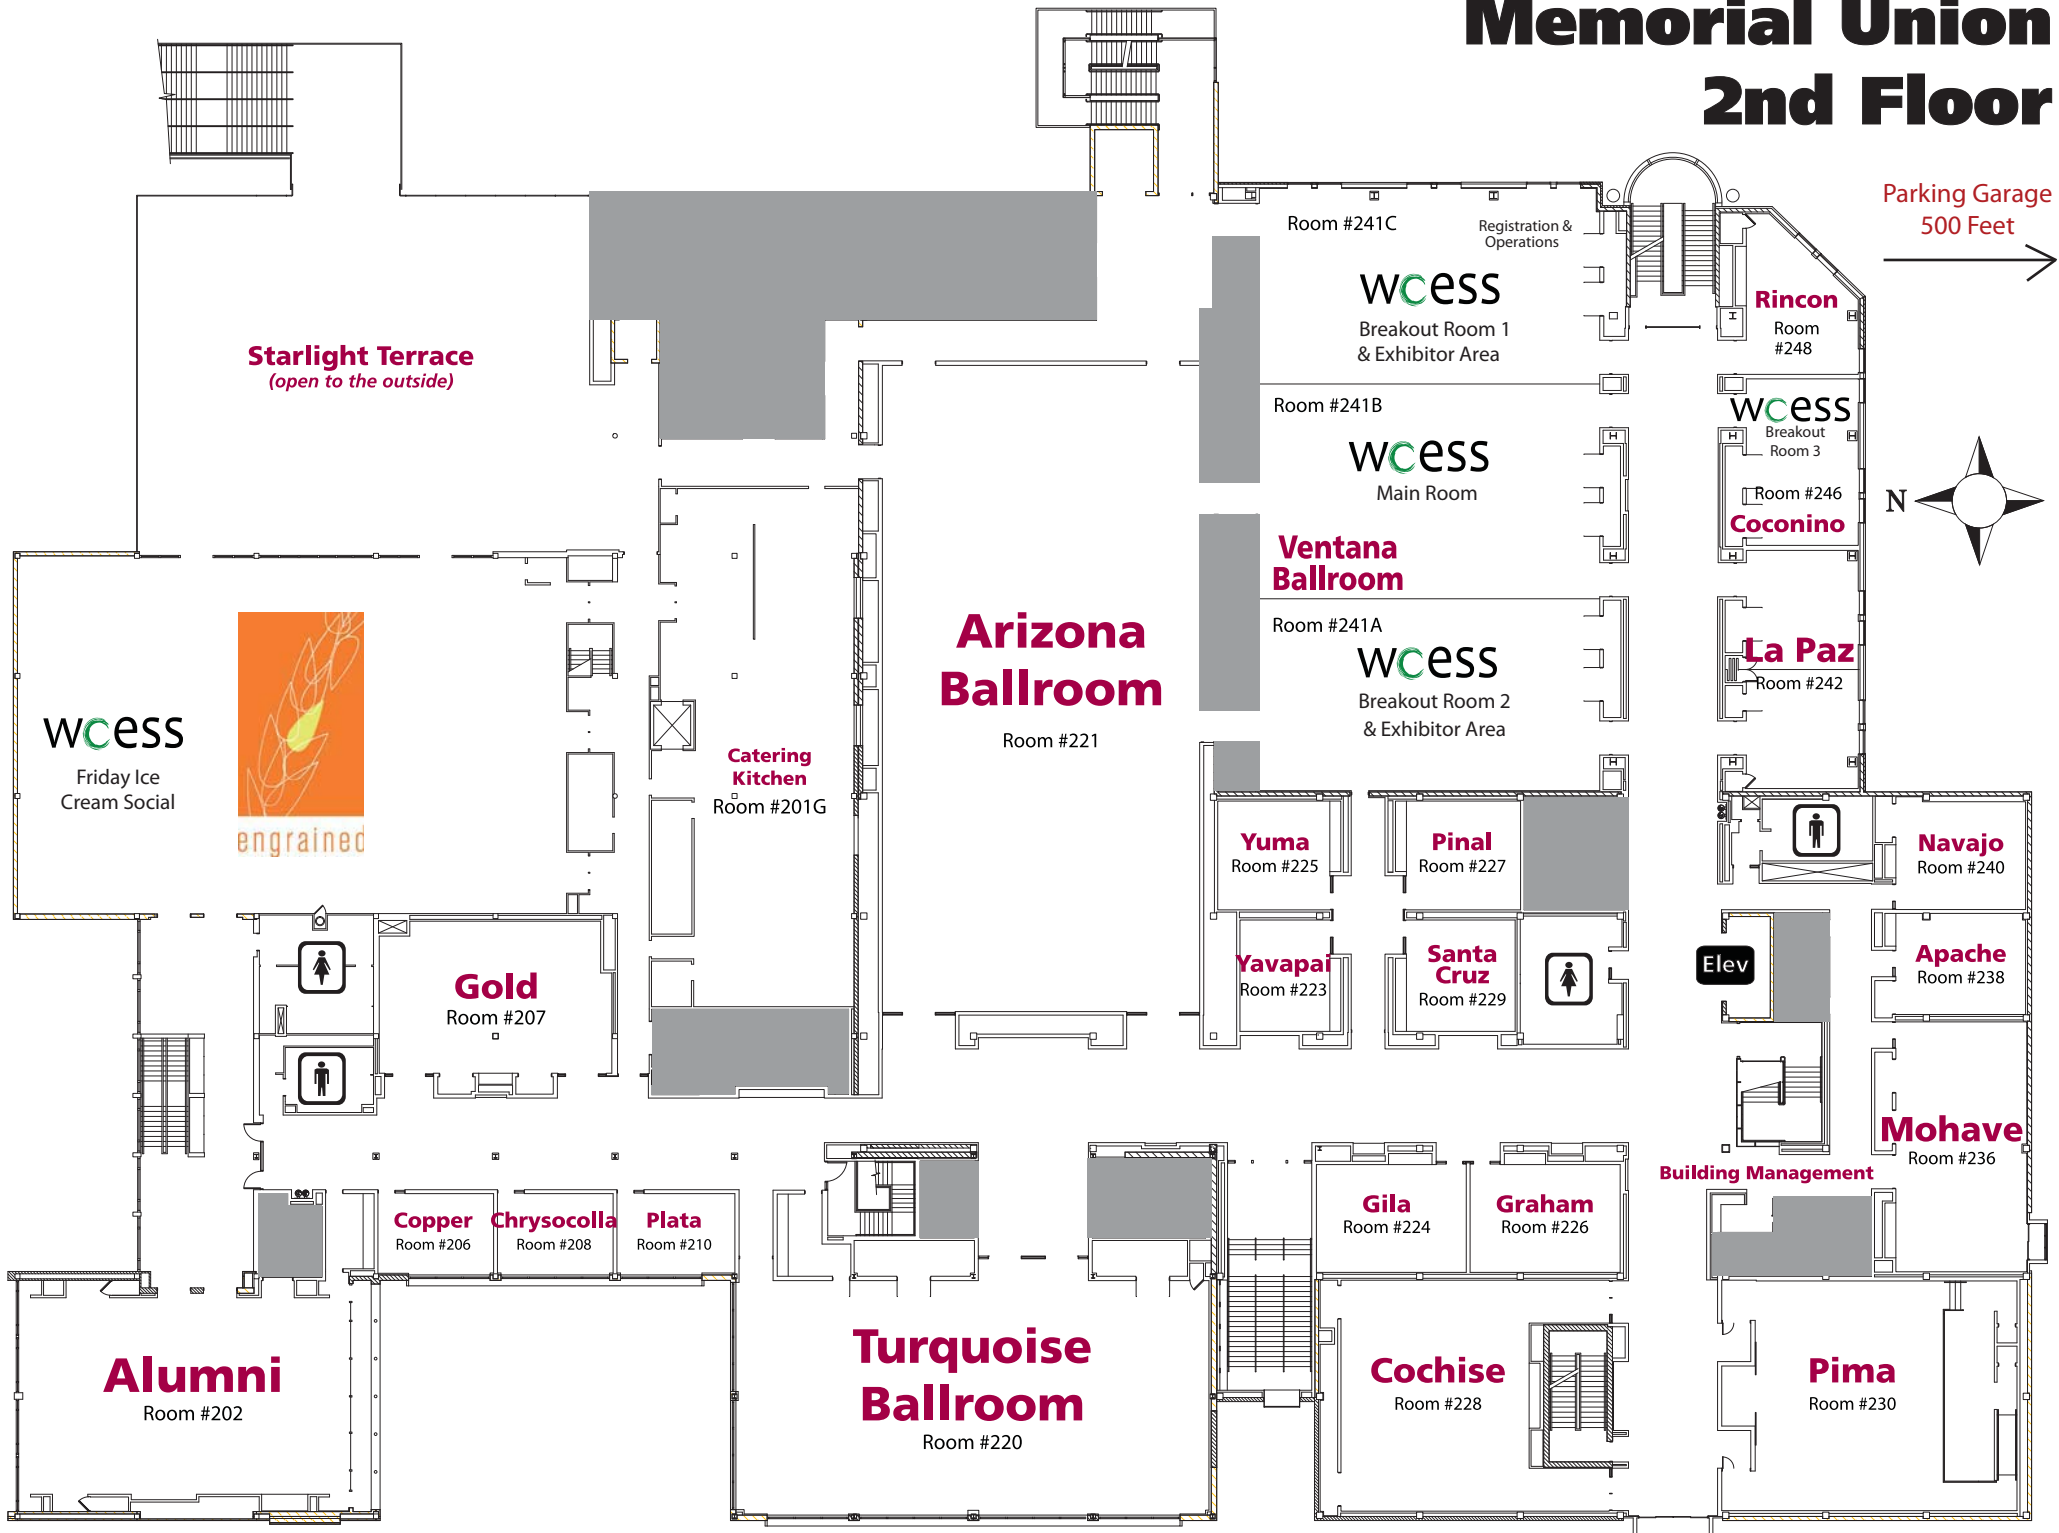 Memorial Union
2nd Floor
Parking Garage
500 Feet
Room #241C
Registration &
Operations
wcess
Breakout Room 1
& Exhibitor Area
Rincon
Room
#248
Starlight Terrace
(open to the outside)
Room #241B
wcess
Main Room
wcess
Breakout
Room 3
Room #246
Coconino
N
Ventana
Ballroom
Arizona
Ballroom
Room #221
Room #241A
wcess
Breakout Room 2
& Exhibitor Area
La Paz
Room #242
wcess
Friday Ice
Cream Social
engrained
Catering
Kitchen
Room #201G
Yuma
Room #225
Pinal
Room #227
Navajo
Room #240
Gold
Room #207
Yavapai
Room #223
Santa
Cruz
Room #229
Elev
Apache
Room #238
Mohave
Room #236
Building Management
Copper
Room #206
Chrysocolla
Room #208
Plata
Room #210
Gila
Room #224
Graham
Room #226
Alumni
Room #202
Turquoise
Ballroom
Room #220
Cochise
Room #228
Pima
Room #230